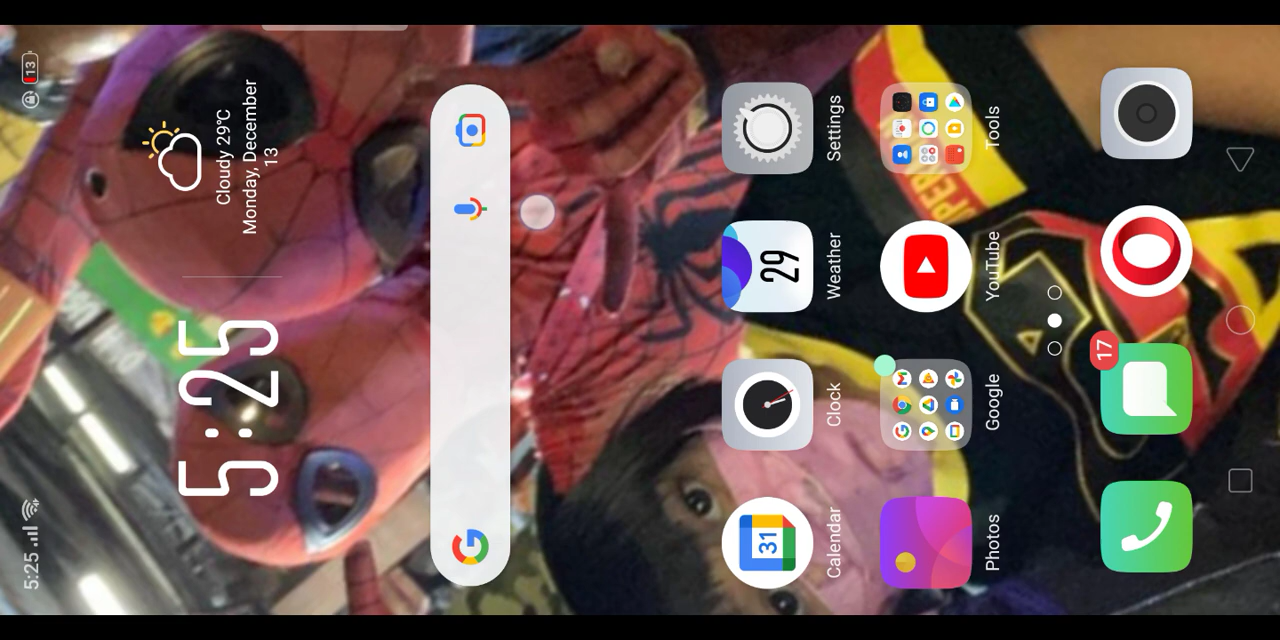 5:25
13
5:25
Cloudy 29°C
Monday, December
13
31
Calendar
Clock
29
Weather
Settings
Photos
Google
YouTube
Tools
17